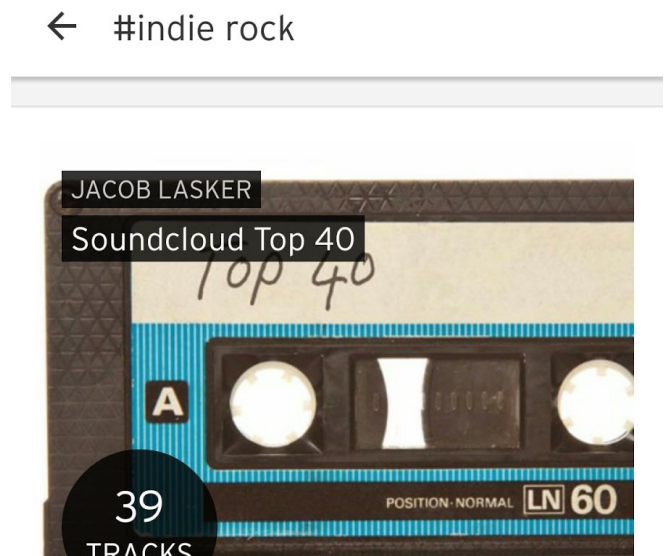 #indie rock
JACOB LASKER
Soundcloud Top 40
Top 40
A
POSITION·NORMAL LN 60
39
TRACKS